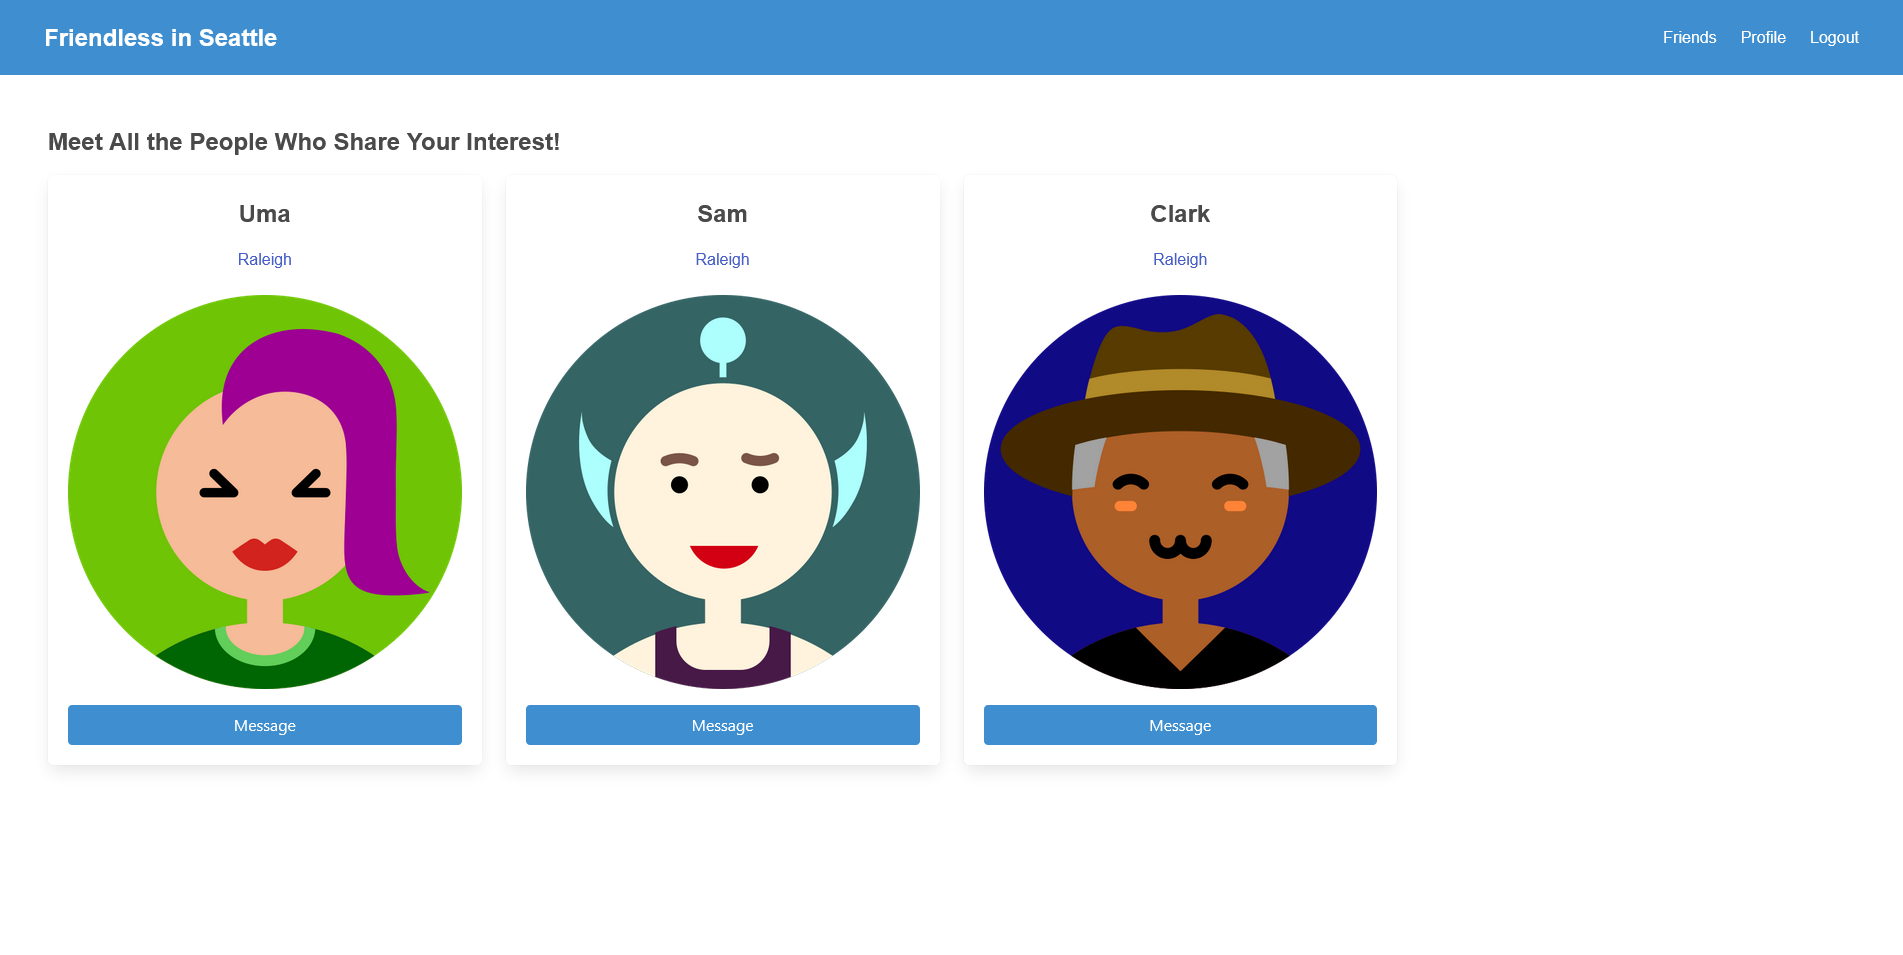 Friendless in Seattle
Friends Profile Logout
Meet All the People Who Share Your Interest!
Uma
Raleigh
Message
Sam
Raleigh
Message
Clark
Raleigh
Message